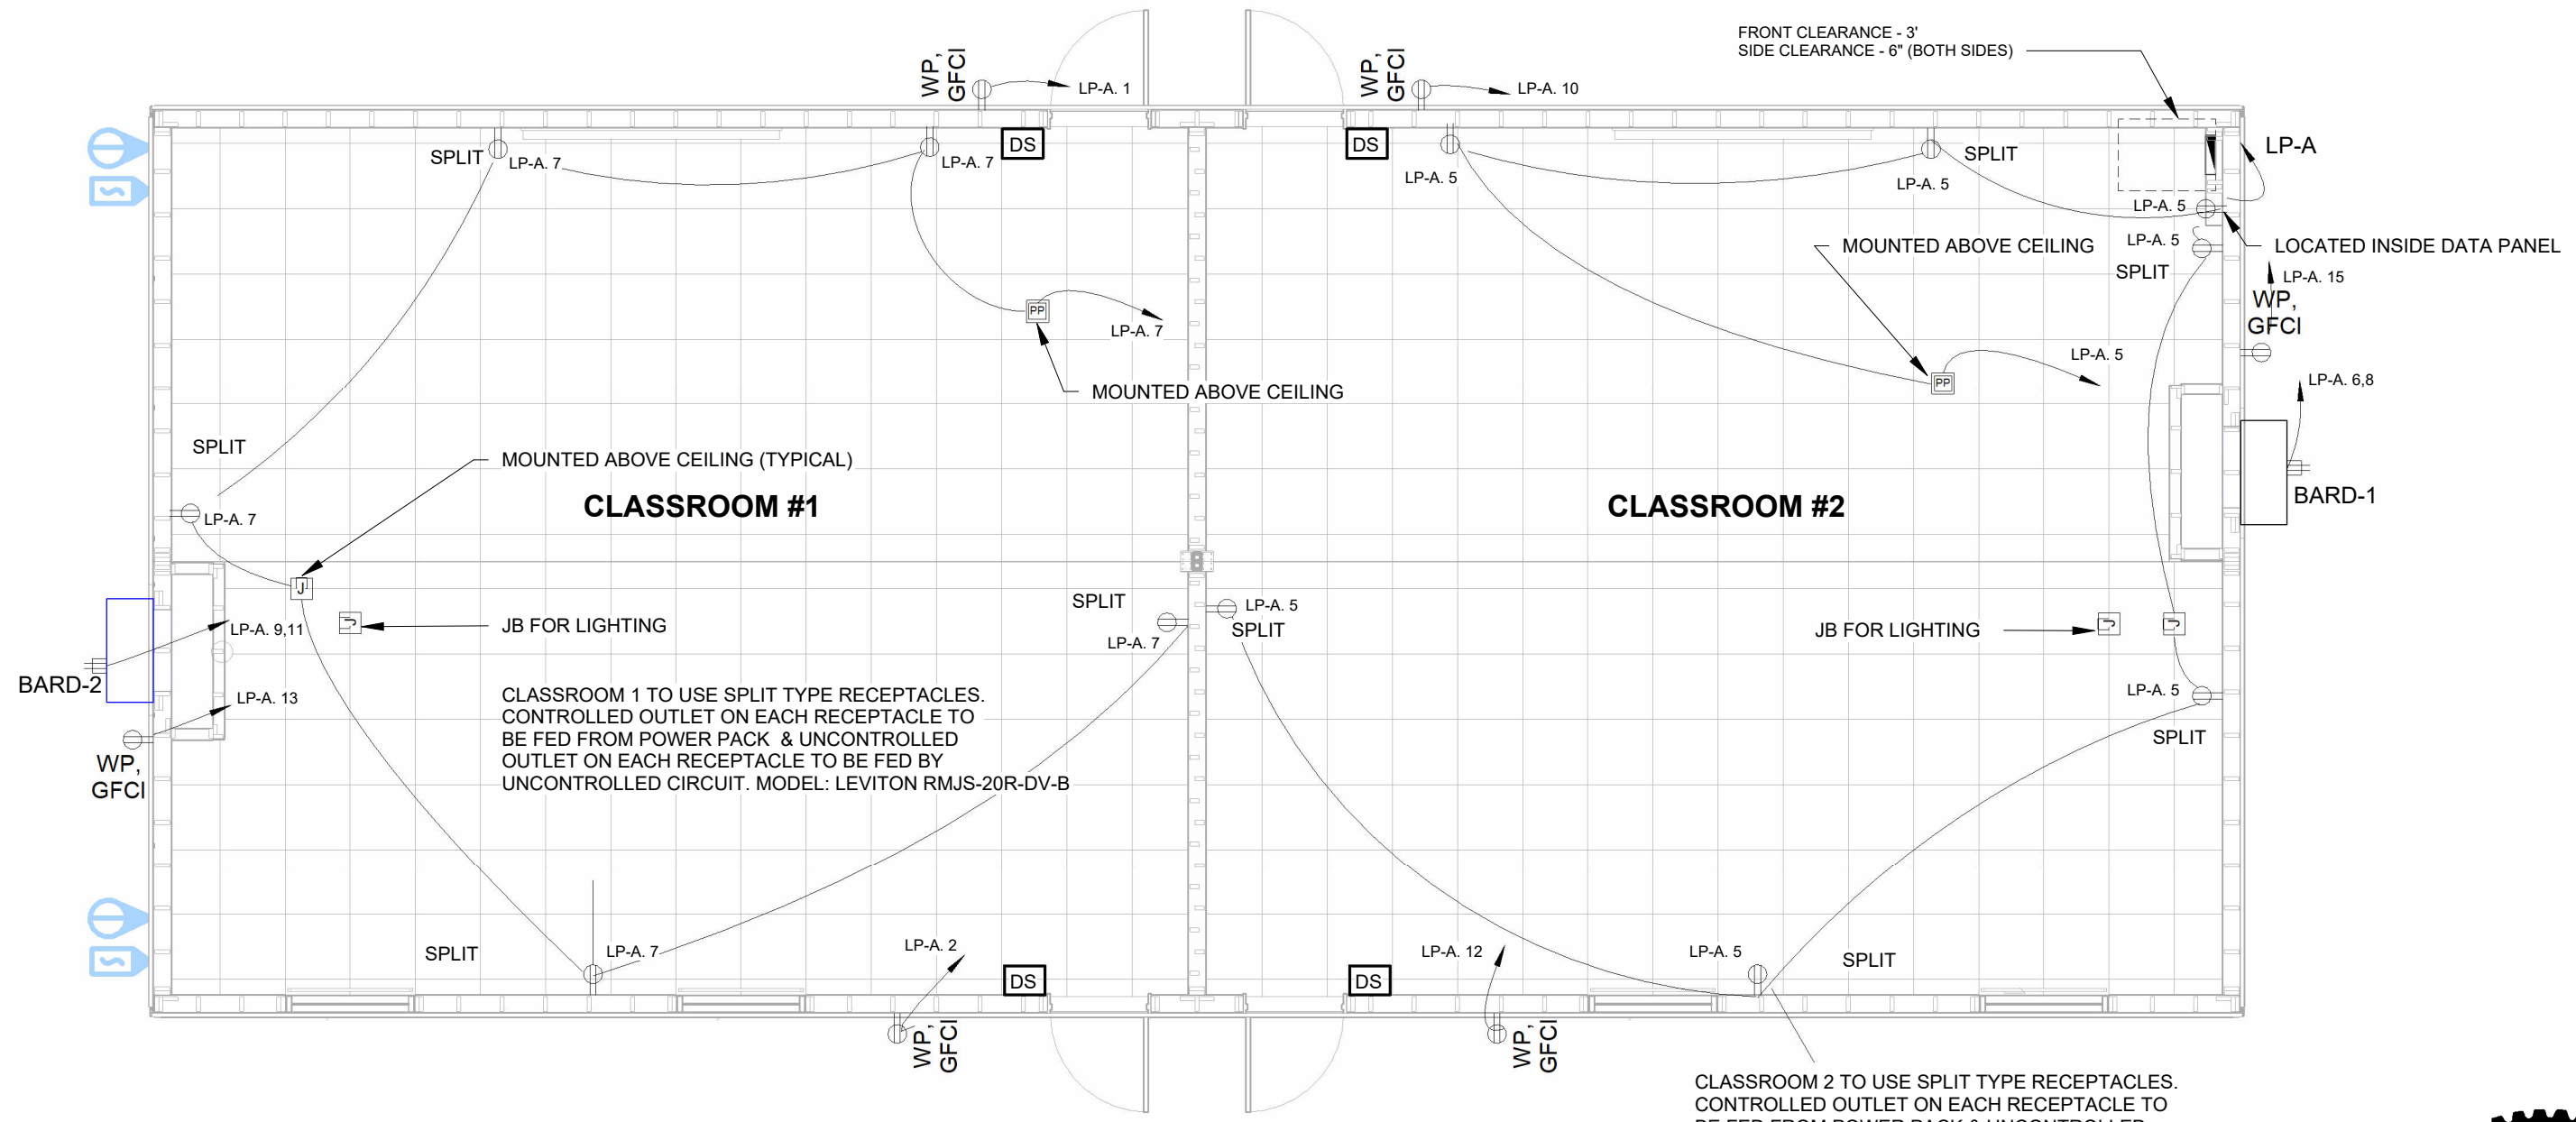 FRONT CLEARANCE - 3'
SIDE CLEARANCE - 6" (BOTH SIDES)
WP,
GFCI
LP-A. 1
WP,
GFCI
LP-A. 10
SPLIT
LP-A. 7
LP-A. 7
DS
DS
LP-A. 5
SPLIT
LP-A. 5
LP-A
LP-A. 5
LP-A. 5
SPLIT
LOCATED INSIDE DATA PANEL
MOUNTED ABOVE CEILING
LP-A. 15
WP,
GFCI
PP
LP-A. 7
MOUNTED ABOVE CEILING
PP
LP-A. 5
LP-A. 6,8
BARD-1
SPLIT
LP-A. 7
MOUNTED ABOVE CEILING (TYPICAL)
CLASSROOM #1
CLASSROOM #2
J
J
JB FOR LIGHTING
LP-A. 9,11
BARD-2
LP-A. 13
WP,
GFCI
SPLIT
LP-A. 7
LP-A. 5
SPLIT
JB FOR LIGHTING
J
J
LP-A. 5
SPLIT
CLASSROOM 1 TO USE SPLIT TYPE RECEPTACLES.
CONTROLLED OUTLET ON EACH RECEPTACLE TO
BE FED FROM POWER PACK & UNCONTROLLED
OUTLET ON EACH RECEPTACLE TO BE FED BY
UNCONTROLLED CIRCUIT. MODEL: LEVITON RMJS-20R-DV-B
SPLIT
LP-A. 7
LP-A. 2
DS
WP,
GFCI
DS
LP-A. 12
WP,
GFCI
LP-A. 5
SPLIT
CLASSROOM 2 TO USE SPLIT TYPE RECEPTACLES.
CONTROLLED OUTLET ON EACH RECEPTACLE TO
BE FED FROM POWER PACK & UNCONTROLLED